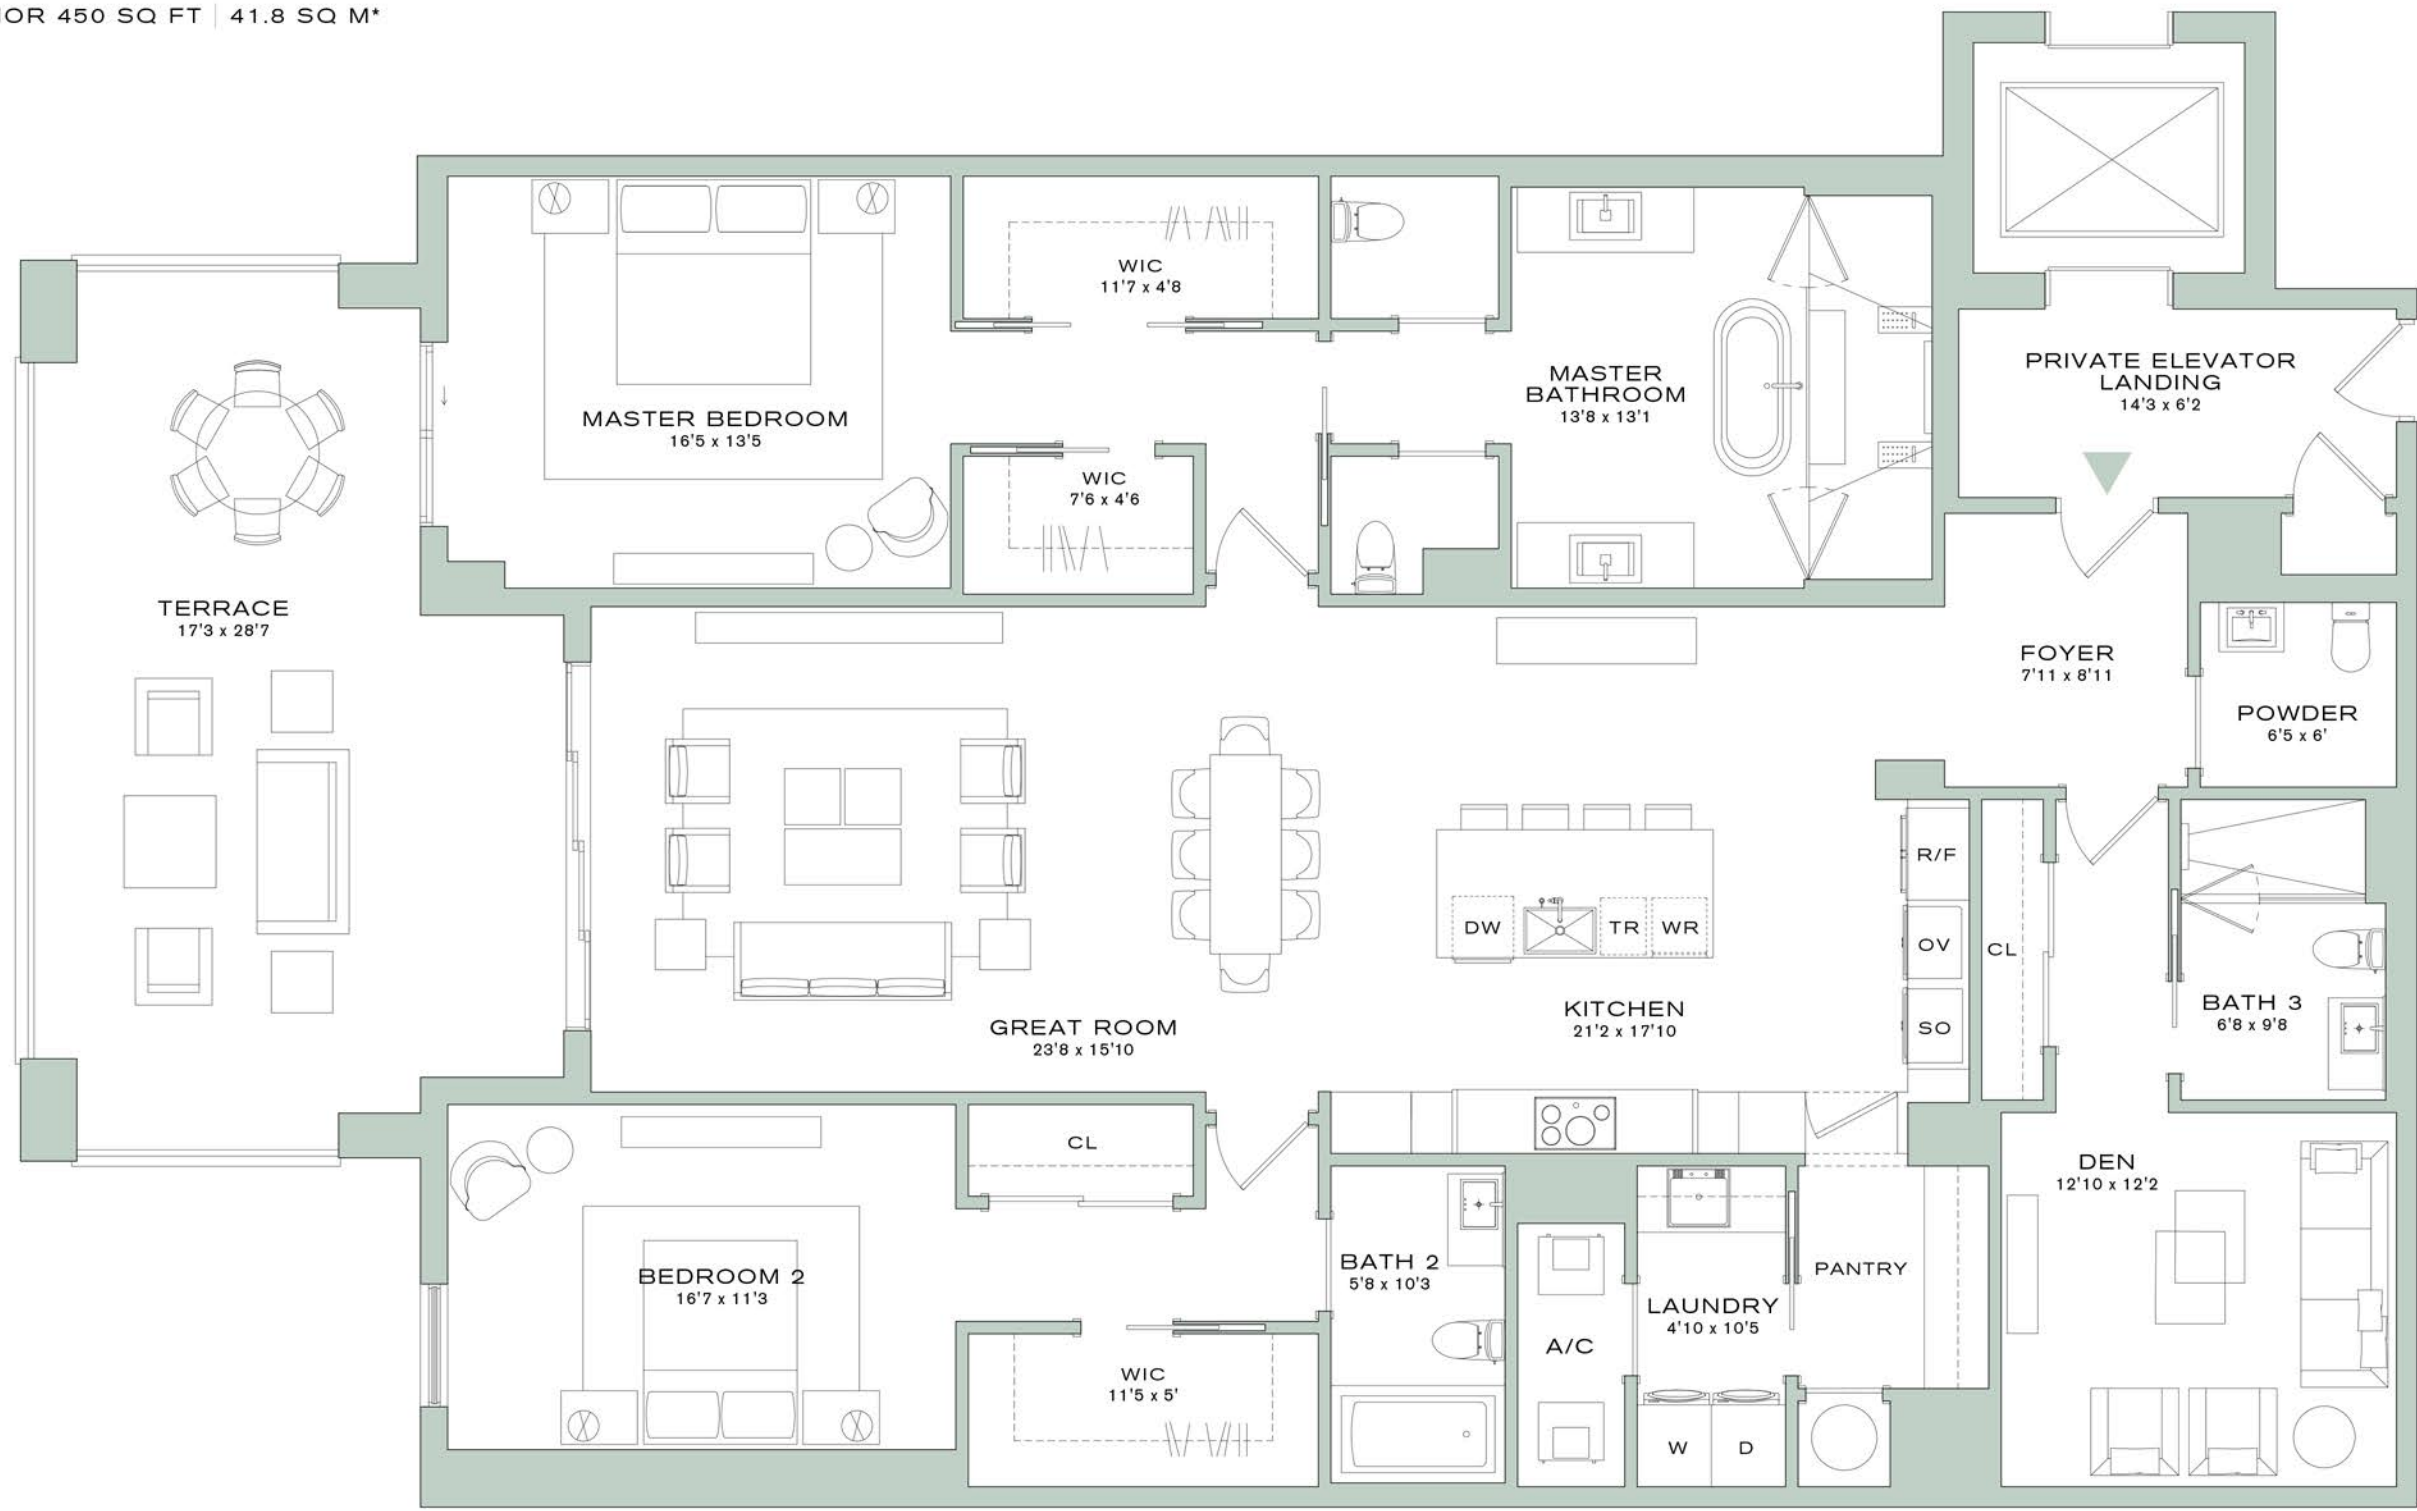 450 SQ FT | 41.8 SQ M*
WIC
11'7 x 4'8
MASTER BEDROOM
16'5 x 13'5
WIC
7'6 x 4'6
MASTER
BATHROOM
13'8 x 13'1
PRIVATE ELEVATOR
LANDING
14'3 x 6'2
TERRACE
17'3 x 28'7
FOYER
7'11 x 8'11
POWDER
6'5 x 6'
R/F
DW
TR
WR
OV
CL
SO
GREAT ROOM
23'8 x 15'10
KITCHEN
21'2 x 17'10
BATH 3
6'8 x 9'8
CL
DEN
12'10 x 12'2
BEDROOM 2
16'7 x 11'3
BATH 2
5'8 x 10'3
PANTRY
LAUNDRY
4'10 x 10'5
A/C
WIC
11'5 x 5'
W
D